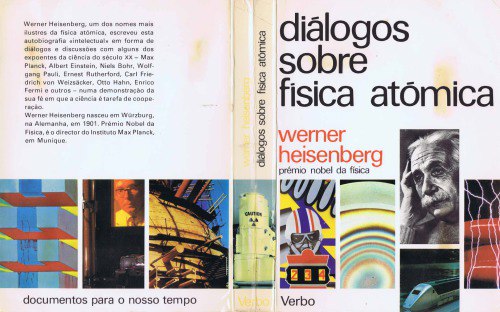 Werner Heisenberg, um dos nomes mais
ilustres da física atómica, escreveu esta
autobiografia «intelectual» em forma de
diálogos e discussões com alguns dos
expoentes da ciência do século XX – Max
Planck, Albert Einstein, Niels Bohr, Wolf-
gang Pauli, Ernest Rutherford, Carl Frie-
drich von Weizsäcker, Otto Hahn, Enrico
Fermi e outros – numa demonstração da
sua fé em que a ciência é tarefa de coope-
ração.
Werner Heisenberg nasceu em Würzburg,
na Alemanha, em 1901. Prémio Nobel da
Física, é o director do Instituto Max Planck,
em Munique.
documentos para o nosso tempo
werner heisenberg
diálogos sobre física atómica
CAUTION
Verbo
diálogos
sobre
física atómica
werner
heisenberg
prémio nobel da física
Verbo